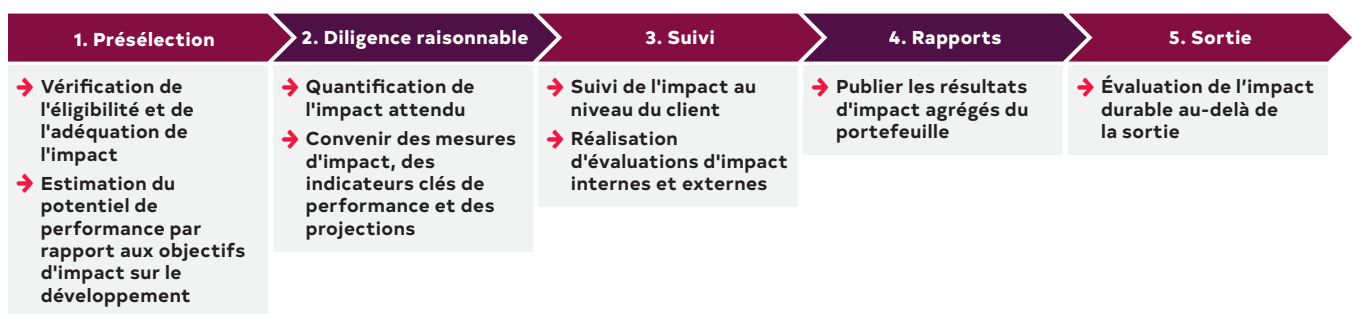 1. Présélection
Vérification de
l'éligibilité et de
l'adéquation de
l'impact
Estimation du
potentiel de
performance par
rapport aux objectifs
d'impact sur le
développement
2. Diligence raisonnable
Quantification de
l'impact attendu
Convenir des mesures
d'impact, des
indicateurs clés de
performance et des
projections
3. Suivi
Suivi de l'impact au
niveau du client
Réalisation
d'évaluations d'impact
internes et externes
4. Rapports
Publier les résultats
d'impact agrégés du
portefeuille
5. Sortie
Évaluation de l’impact
durable au-delà de
la sortie